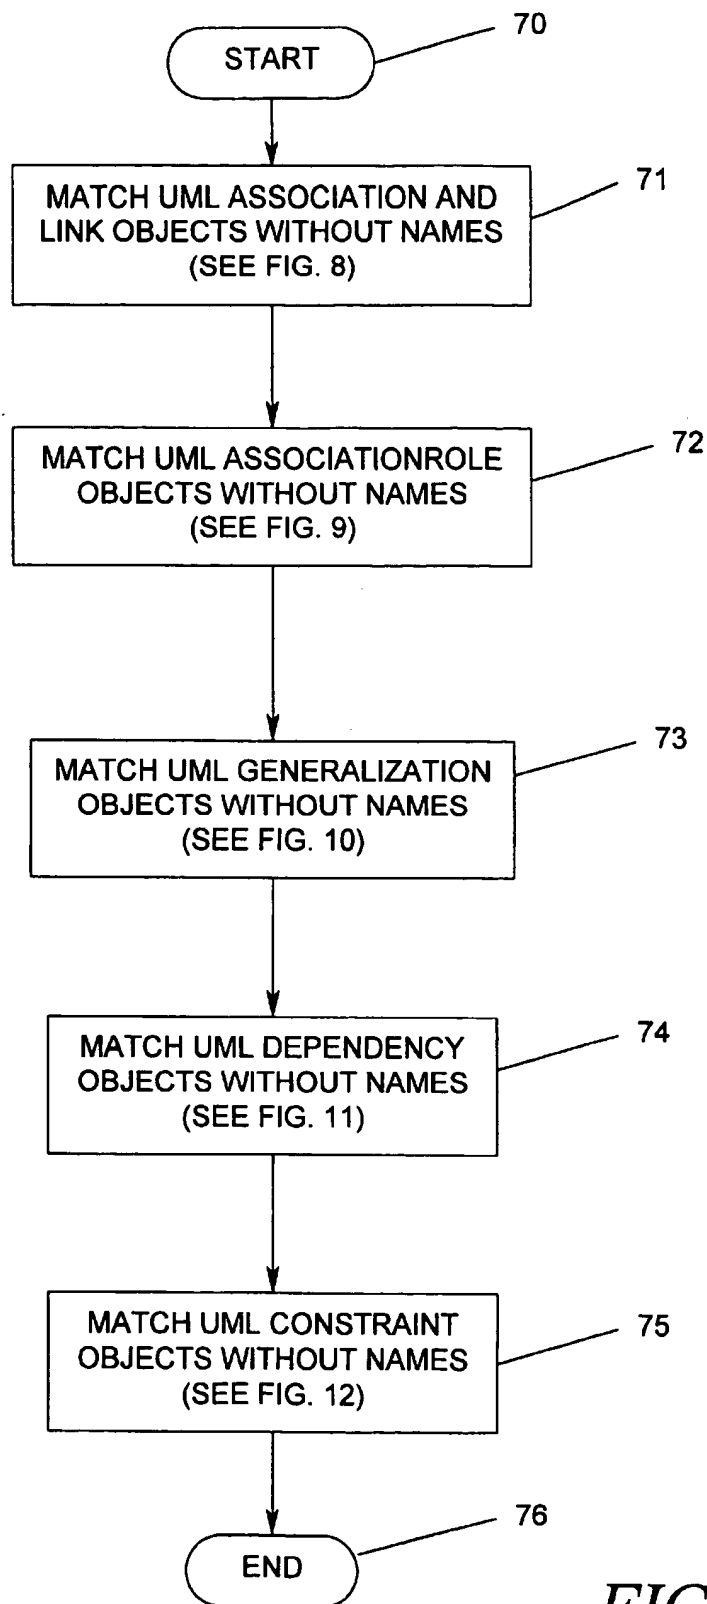 70
START
71
MATCH UML ASSOCIATION AND
LINK OBJECTS WITHOUT NAMES
(SEE FIG. 8)
72
MATCH UML ASSOCIATIONROLE
OBJECTS WITHOUT NAMES
(SEE FIG. 9)
73
MATCH UML GENERALIZATION
OBJECTS WITHOUT NAMES
(SEE FIG. 10)
74
MATCH UML DEPENDENCY
OBJECTS WITHOUT NAMES
(SEE FIG. 11)
75
MATCH UML CONSTRAINT
OBJECTS WITHOUT NAMES
(SEE FIG. 12)
76
END